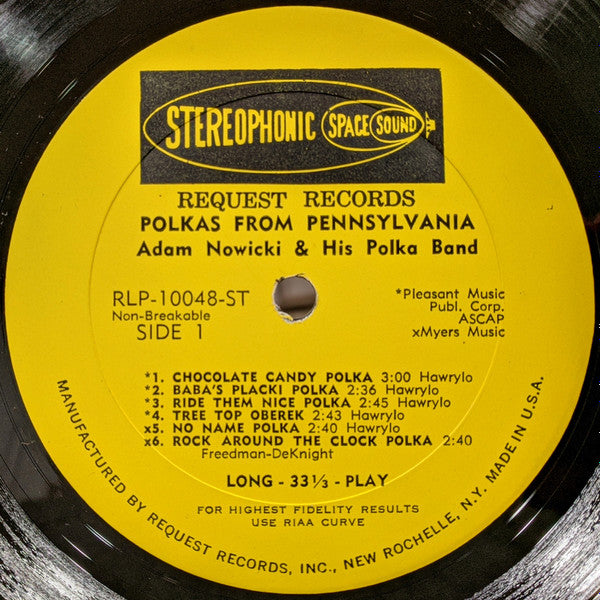 STEREOPHONIC SPACE SOUND
REQUEST RECORDS
POLKAS FROM PENNSYLVANIA
Adam Nowicki & His Polka Band
RLP-10048-ST
Non-Breakable
SIDE 1
*Pleasant Music
Publ. Corp.
ASCAP
xMyers Music
*1. CHOCOLATE CANDY POLKA 3:00 Hawrylo
*2. BABA'S PLACKI POLKA 2:36 Hawrylo
*3. RIDE THEM NICE POLKA 2:45 Hawrylo
*4. TREE TOP OBEREK 2:43 Hawrylo
x5. NO NAME POLKA 2:40 Hawrylo
x6. ROCK AROUND THE CLOCK POLKA 2:40
Freedman-DeKnight
LONG - 33 1/3 - PLAY
FOR HIGHEST FIDELITY RESULTS
USE RIAA CURVE
MANUFACTURED BY REQUEST RECORDS, INC., NEW ROCHELLE, N.Y. MADE IN U.S.A.